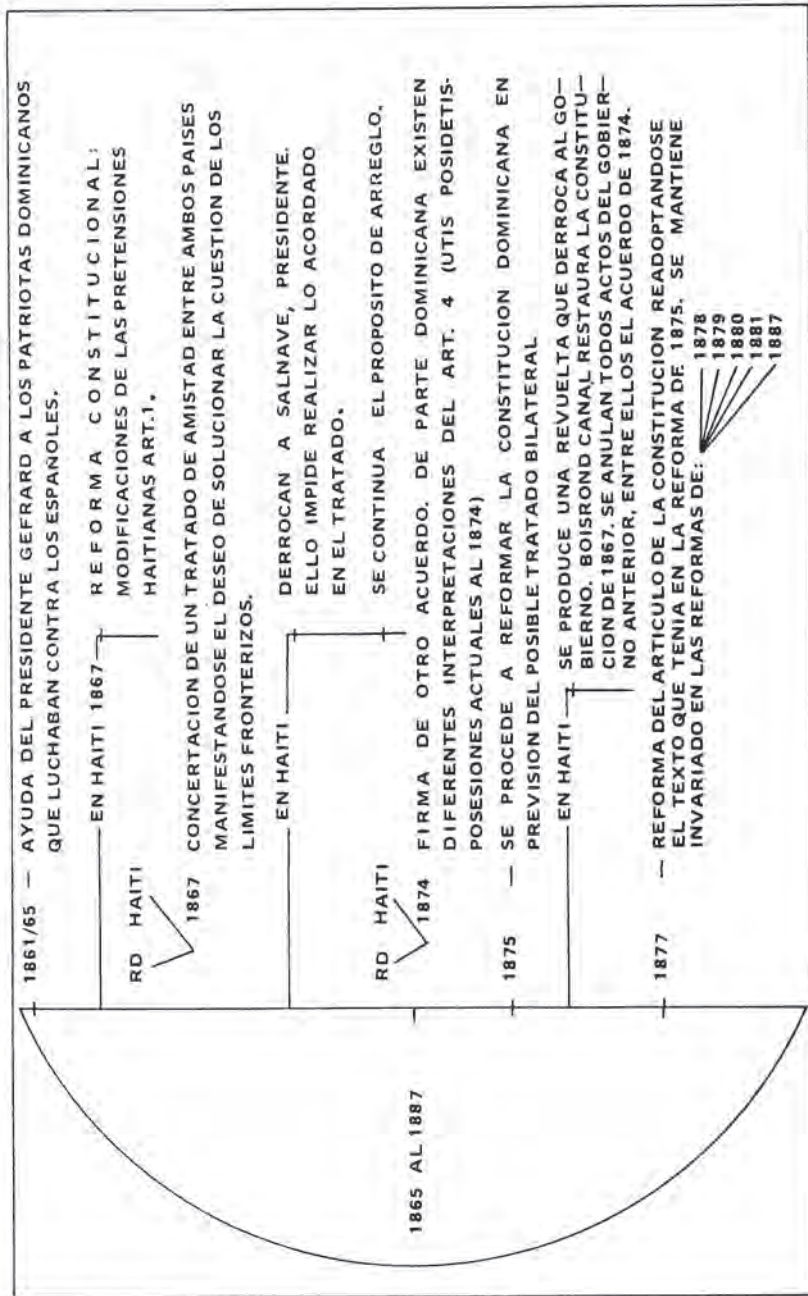 1865 AL 1887
1861/65 — AYUDA DEL PRESIDENTE GEFRARD A LOS PATRIOTAS DOMINICANOS
QUE LUCHABAN CONTRA LOS ESPAÑOLES.
EN HAITI 1867 — REFORMA CONSTITUCIONAL:
MODIFICACIONES DE LAS PRETENSIONES
HAITIANAS ART.1.
RD HAITI
1867 CONCERTACION DE UN TRATADO DE AMISTAD ENTRE AMBOS PAISES
MANIFESTANDOSE EL DESEO DE SOLUCIONAR LA CUESTION DE LOS
LIMITES FRONTERIZOS.
EN HAITI DERROCAN A SALNAVE, PRESIDENTE.
ELLO IMPIDE REALIZAR LO ACORDADO
EN EL TRATADO.
SE CONTINUA EL PROPOSITO DE ARREGLO.
RD HAITI
1874 FIRMA DE OTRO ACUERDO. DE PARTE DOMINICANA EXISTEN
DIFERENTES INTERPRETACIONES DEL ART. 4 (UTIS POSIDETIS-
POSESIONES ACTUALES AL 1874)
1875 — SE PROCEDE A REFORMAR LA CONSTITUCION DOMINICANA EN
PREVISION DEL POSIBLE TRATADO BILATERAL
EN HAITI SE PRODUCE UNA REVUELTA QUE DERROCA AL GO-
BIERNO. BOISROND CANAL RESTAURA LA CONSTITU-
CION DE 1867. SE ANULAN TODOS ACTOS DEL GOBIER-
NO ANTERIOR, ENTRE ELLOS EL ACUERDO DE 1874.
1877 — REFORMA DEL ARTICULO DE LA CONSTITUCION READOPTANDOSE
EL TEXTO QUE TENIA EN LA REFORMA DE 1875. SE MANTIENE
INVARIADO EN LAS REFORMAS DE:
1878
1879
1880
1881
1887